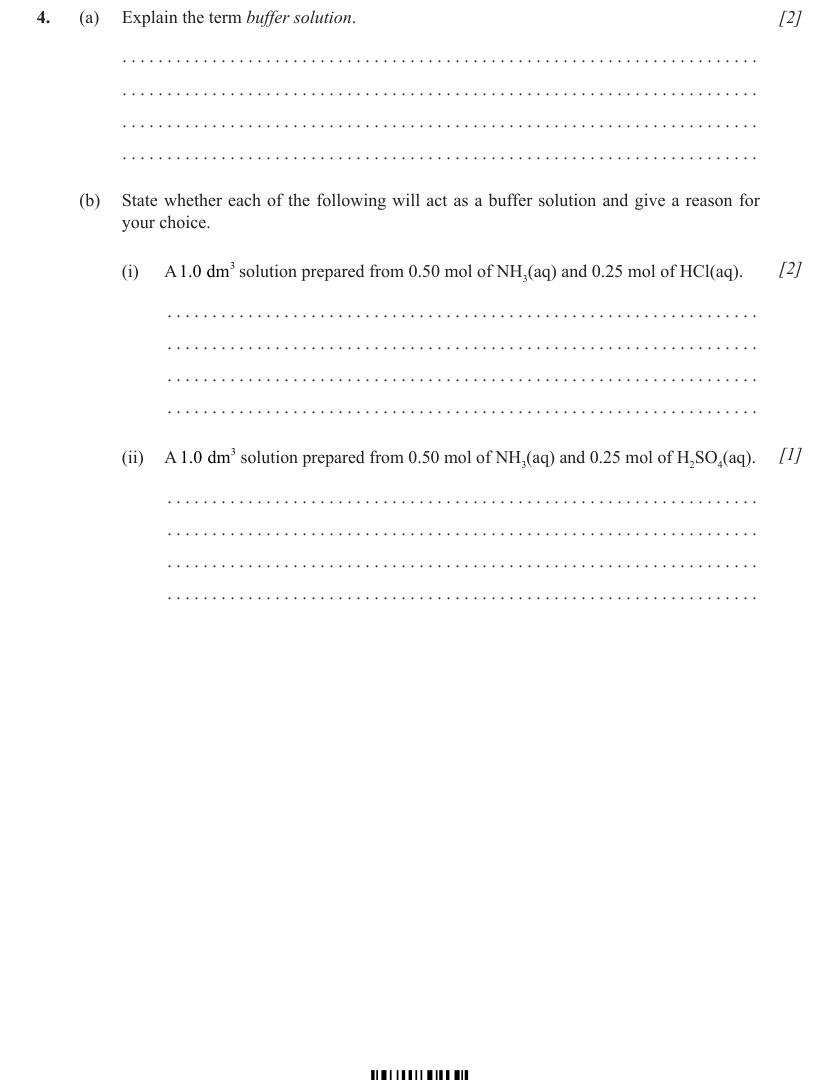 4. (a) Explain the term buffer solution. [2]
....................................................................
....................................................................
....................................................................
....................................................................
(b) State whether each of the following will act as a buffer solution and give a reason for
your choice.
(i) A 1.0 dm³ solution prepared from 0.50 mol of NH₃(aq) and 0.25 mol of HCl(aq). [2]
....................................................................
....................................................................
....................................................................
....................................................................
(ii) A 1.0 dm³ solution prepared from 0.50 mol of NH₃(aq) and 0.25 mol of H₂SO₄(aq). [1]
....................................................................
....................................................................
....................................................................
....................................................................